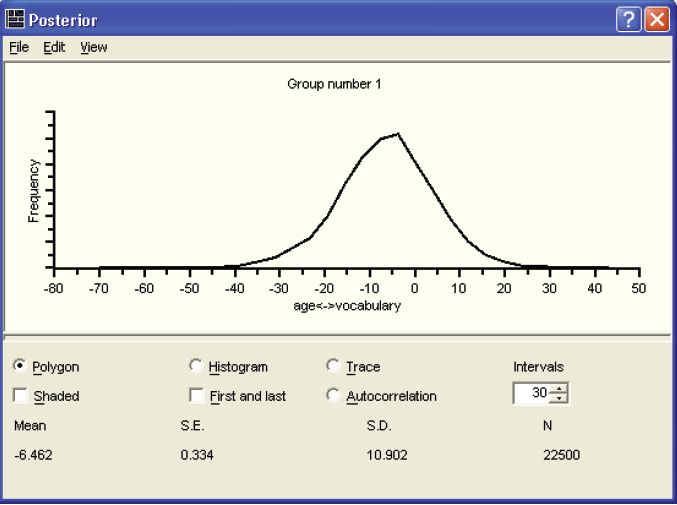 Posterior
File Edit View
Group number 1
Frequency
-80 -70 -60 -50 -40 -30 -20 -10 0 10 20 30 40 50
age<->vocabulary
Polygon Histogram Trace Intervals
Shaded First and last Autocorrelation 30
Mean S.E. S.D. N
-6.462 0.334 10.902 22500